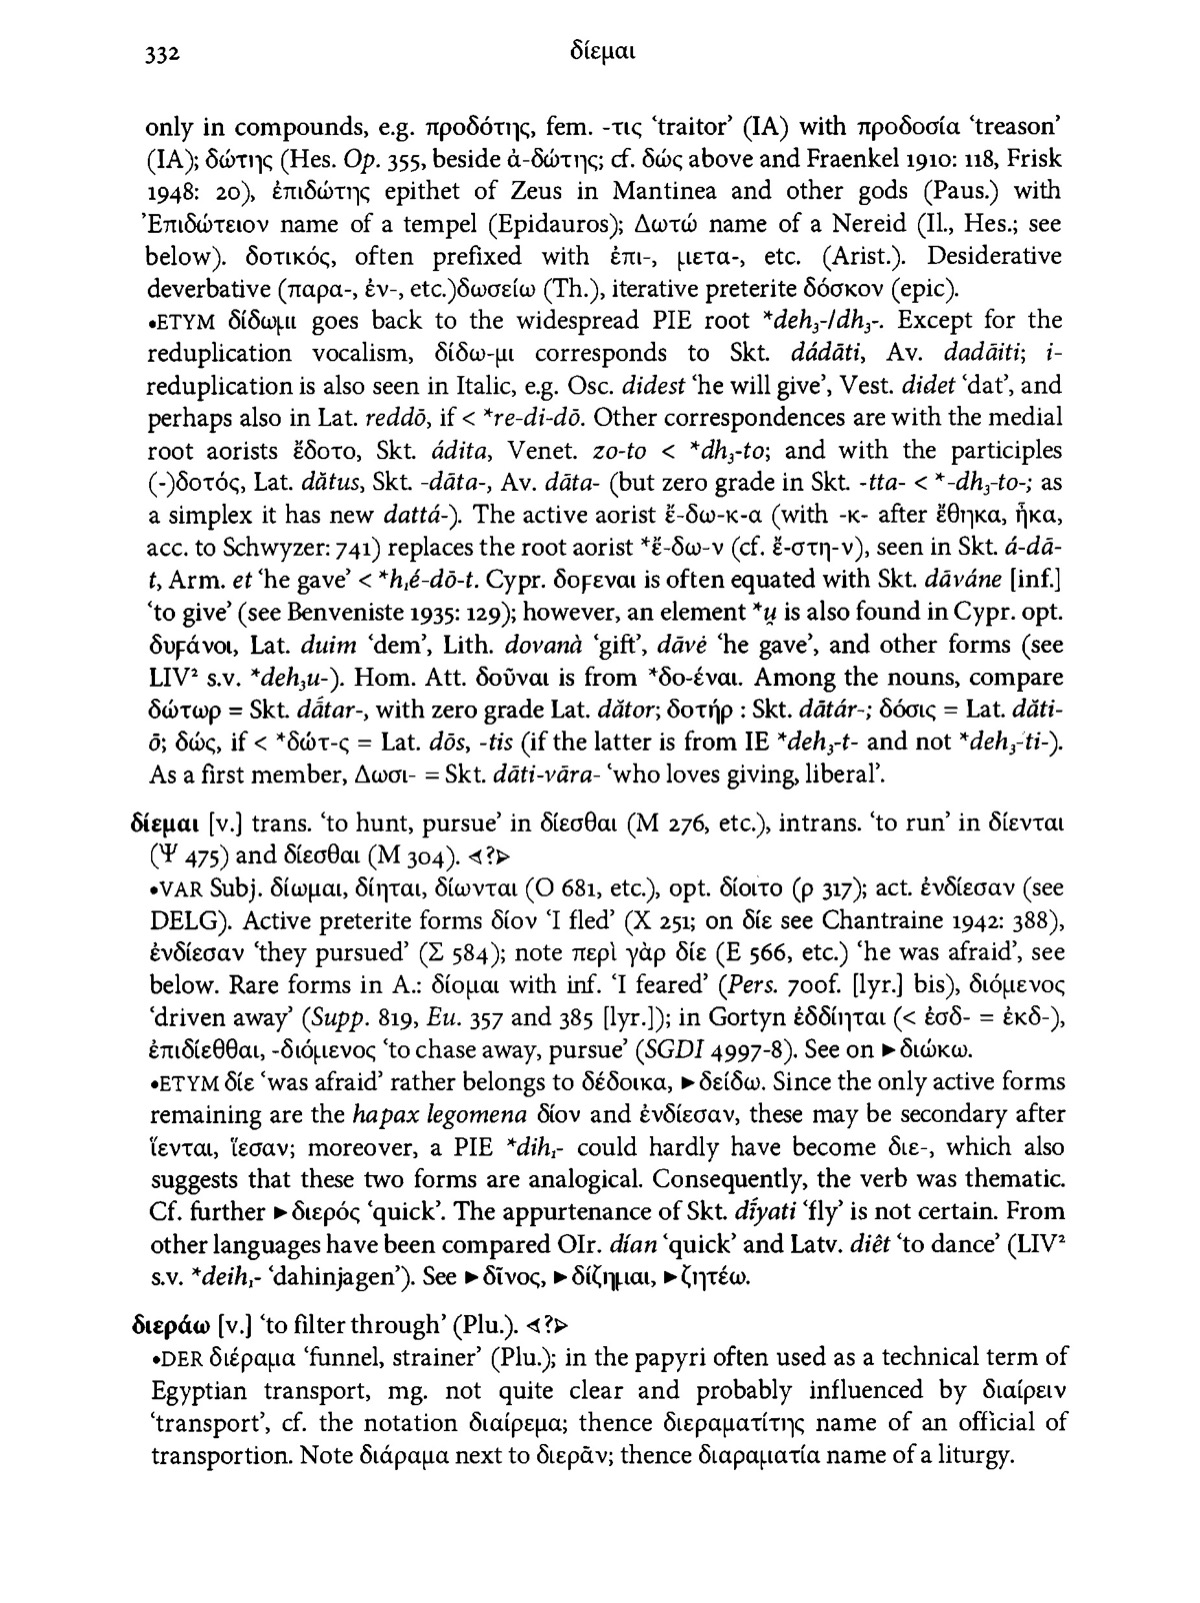 332
δίεμαι
only in compounds, e.g. προδότης, fem. -τις ‘traitor’ (IA) with προδοσία ‘treason’
(IA); δώτης (Hes. Op. 355, beside ἀ-δώτης; cf. δώς above and Fraenkel 1910: 118, Frisk
1948: 20), ἐπιδώτης epithet of Zeus in Mantinea and other gods (Paus.) with
Ἐπιδώτειον name of a tempel (Epidauros); Δωτώ name of a Nereid (Il., Hes.; see
below). δοτικός, often prefixed with ἐπι-, μετα-, etc. (Arist.). Desiderative
deverbative (παρα-, ἐν-, etc.)δωσείω (Th.), iterative preterite δόσκον (epic).
•ETYM δίδωμι goes back to the widespread PIE root *deh₃-/dh₃-. Except for the
reduplication vocalism, δίδω-μι corresponds to Skt. dádāti, Av. dadāiti; i-
reduplication is also seen in Italic, e.g. Osc. didest ‘he will give’, Vest. didet ‘dat’, and
perhaps also in Lat. reddō, if < *re-di-dō. Other correspondences are with the medial
root aorists ἔδοτο, Skt. ádita, Venet. zo-to < *dh₃-to; and with the participles
(-)δοτός, Lat. dătus, Skt. -dāta-, Av. dāta- (but zero grade in Skt. -tta- < *-dh₃-to-; as
a simplex it has new dattá-). The active aorist ἔ-δω-κ-α (with -κ- after ἔθηκα, ἧκα,
acc. to Schwyzer: 741) replaces the root aorist *ἔ-δω-ν (cf. ἔ-στη-ν), seen in Skt. á-dā-
t, Arm. et ‘he gave’ < *h₁é-dō-t. Cypr. δοϝεναι is often equated with Skt. dāváne [inf.]
‘to give’ (see Benveniste 1935: 129); however, an element *u̯ is also found in Cypr. opt.
δυϝάνοι, Lat. duim ‘dem’, Lith. dovanà ‘gift’, dāvė ‘he gave’, and other forms (see
LIV² s.v. *deh₃u-). Hom. Att. δοῦναι is from *δο-έναι. Among the nouns, compare
δώτωρ = Skt. dā́tar-, with zero grade Lat. dător; δοτήρ : Skt. dātár-; δόσις = Lat. dăti-
ō; δώς, if < *δώτ-ς = Lat. dōs, -tis (if the latter is from IE *deh₃-t- and not *deh₃-ti-).
As a first member, Δωσι- = Skt. dāti-vāra- ‘who loves giving, liberal’.
δίεμαι [v.] trans. ‘to hunt, pursue’ in δίεσθαι (Μ 276, etc.), intrans. ‘to run’ in δίενται
(Ψ 475) and δίεσθαι (Μ 304). ◁?▷
•VAR Subj. δίωμαι, δίηται, δίωνται (Ο 681, etc.), opt. δίοιτο (ρ 317); act. ἐνδίεσαν (see
DELG). Active preterite forms δίον ‘I fled’ (Χ 251; on δίε see Chantraine 1942: 388),
ἐνδίεσαν ‘they pursued’ (Σ 584); note περὶ γὰρ δίε (Ε 566, etc.) ‘he was afraid’, see
below. Rare forms in A.: δίομαι with inf. ‘I feared’ (Pers. 700f. [lyr.] bis), διόμενος
‘driven away’ (Supp. 819, Eu. 357 and 385 [lyr.]); in Gortyn ἐδδίηται (< ἐσδ- = ἐκδ-),
ἐπιδίεθθαι, -διόμενος ‘to chase away, pursue’ (SGDI 4997-8). See on ►διώκω.
•ETYM δίε ‘was afraid’ rather belongs to δέδοικα, ►δείδω. Since the only active forms
remaining are the hapax legomena δίον and ἐνδίεσαν, these may be secondary after
ἵενται, ἵεσαν; moreover, a PIE *dih₁- could hardly have become διε-, which also
suggests that these two forms are analogical. Consequently, the verb was thematic.
Cf. further ►διερός ‘quick’. The appurtenance of Skt. dī́yati ‘fly’ is not certain. From
other languages have been compared OIr. dían ‘quick’ and Latv. diêt ‘to dance’ (LIV²
s.v. *deih₁- ‘dahinjagen’). See ►δῖνος, ►δίζημαι, ►ζητέω.
διεράω [v.] ‘to filter through’ (Plu.). ◁?▷
•DER διέραμα ‘funnel, strainer’ (Plu.); in the papyri often used as a technical term of
Egyptian transport, mg. not quite clear and probably influenced by διαίρειν
‘transport’, cf. the notation διαίρεμα; thence διεραματίτης name of an official of
transportion. Note διάραμα next to διερᾶν; thence διαραματία name of a liturgy.